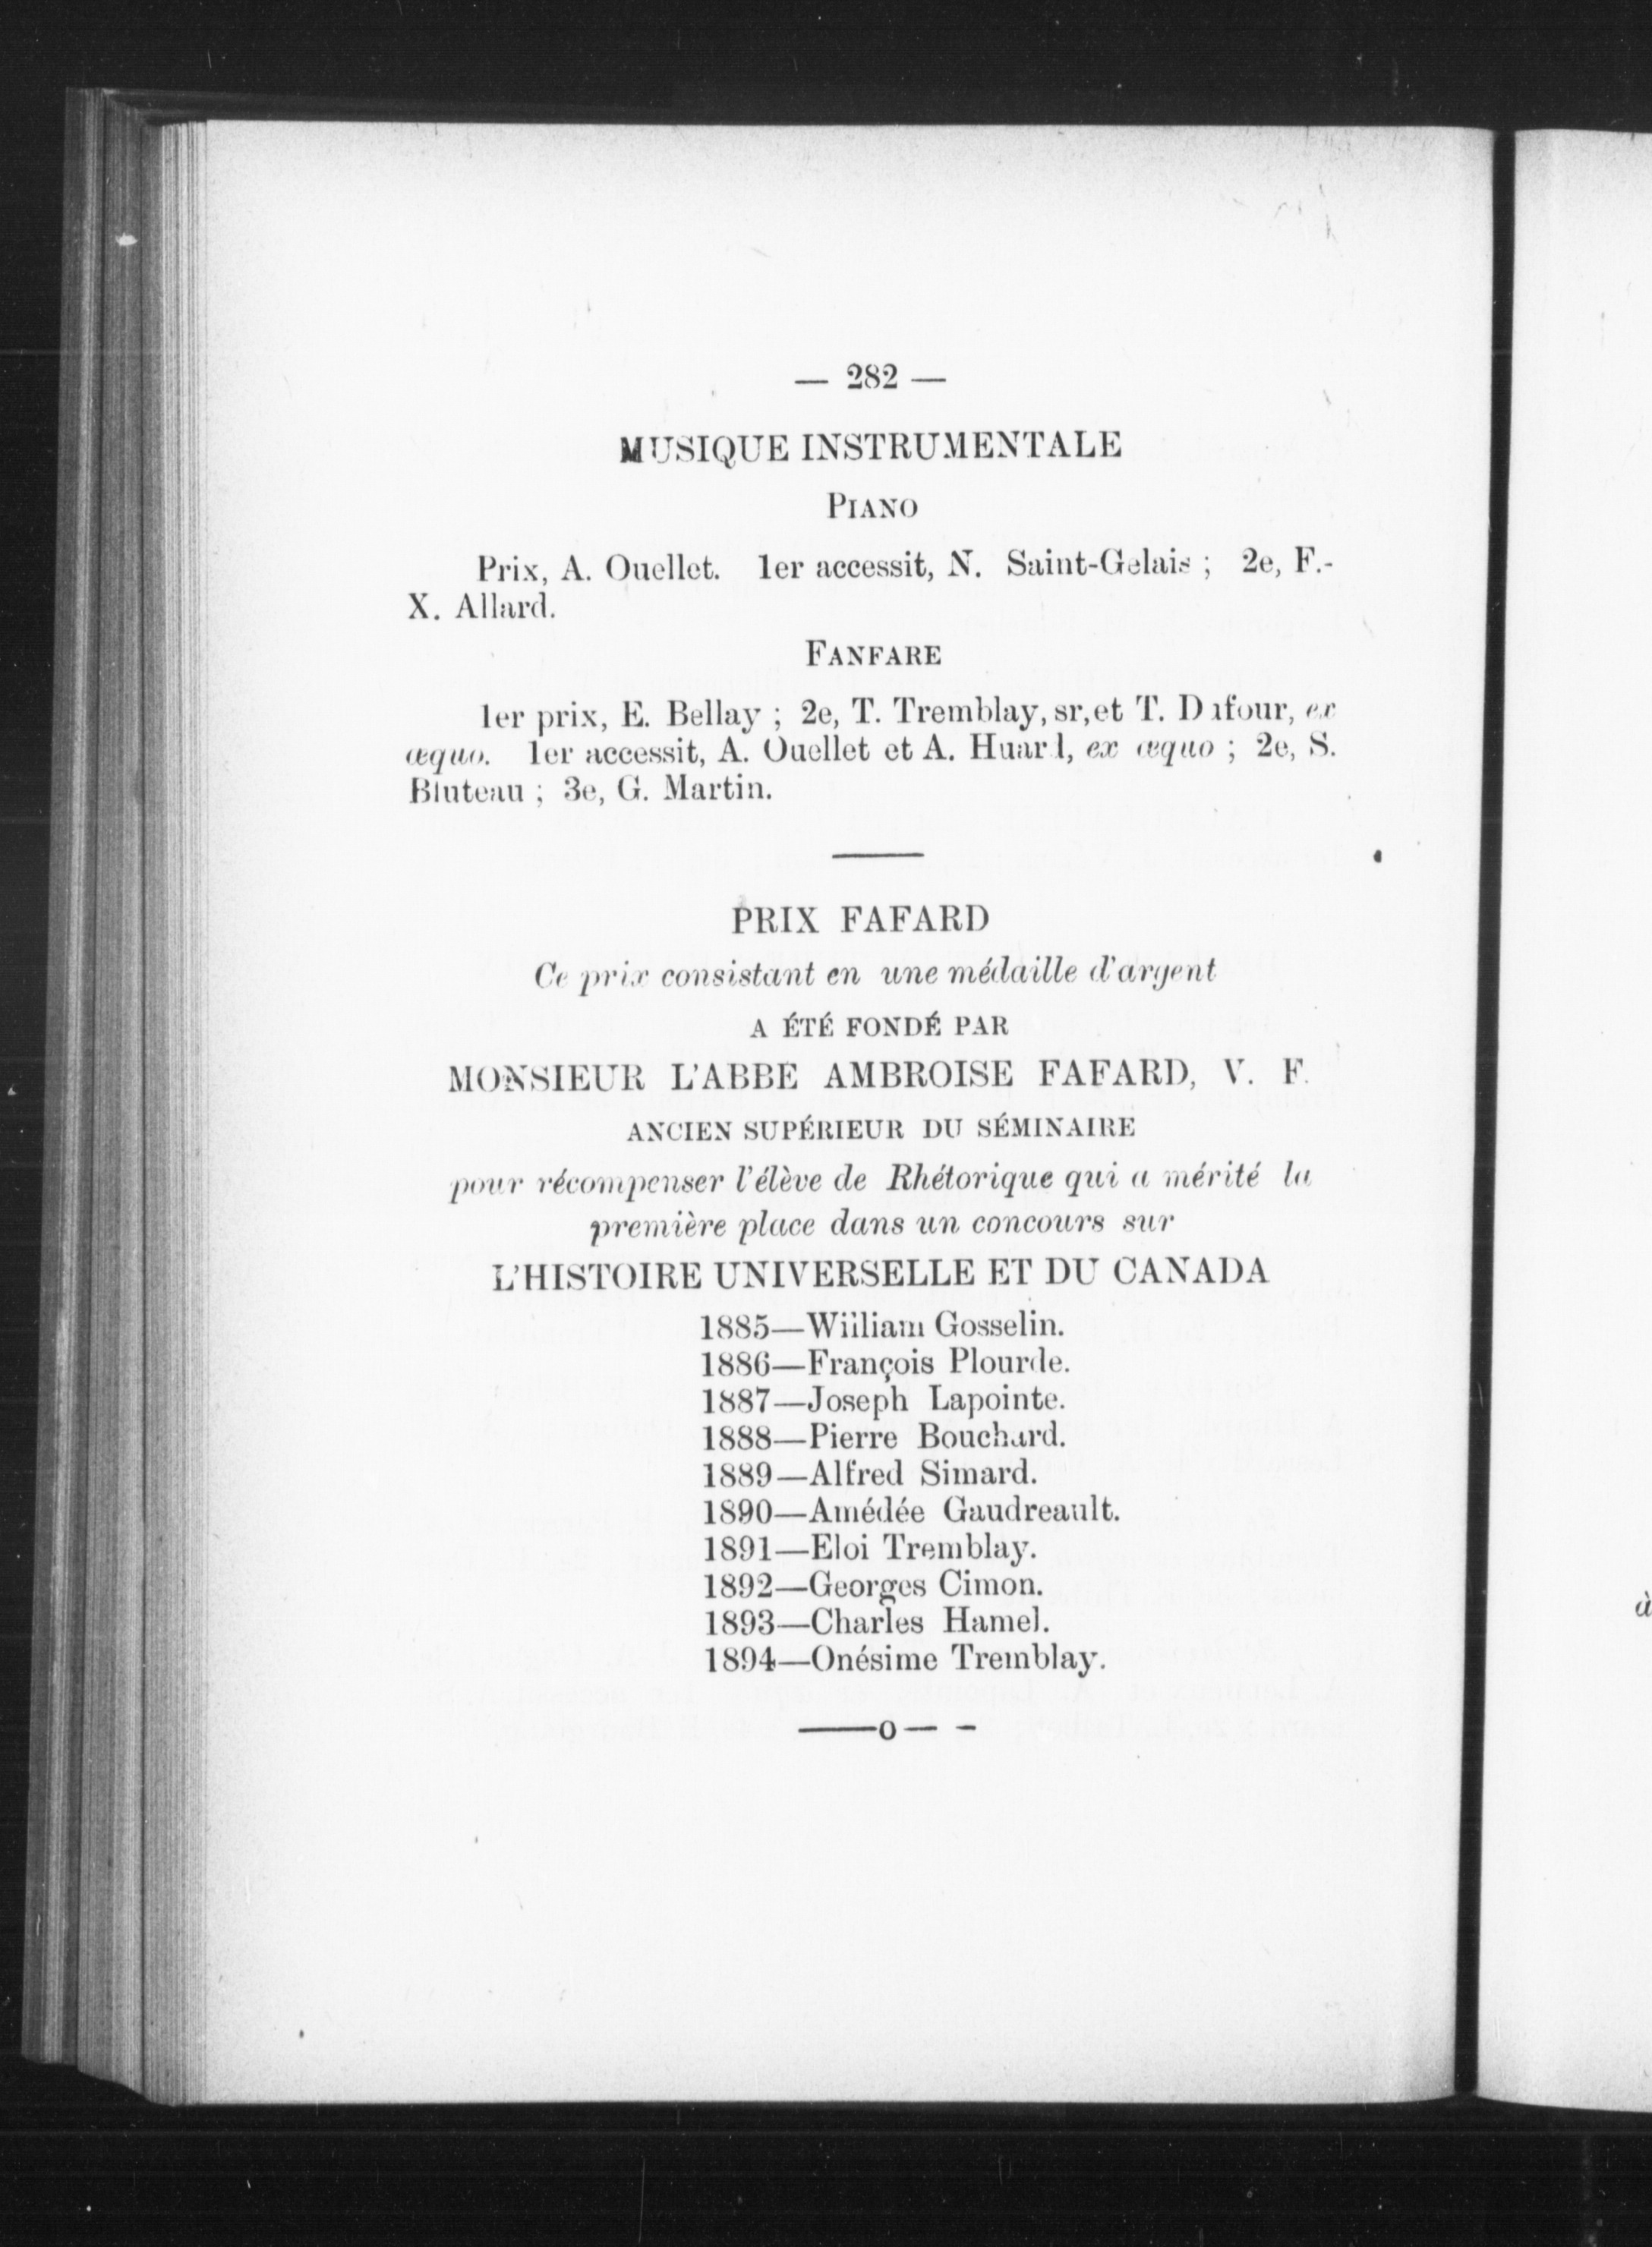 — 282 —
MUSIQUE INSTRUMENTALE
PIANO
Prix, A. Ouellet. 1er accessit, N. Saint-Gelais ; 2e, F.-
X. Allard.
FANFARE
1er prix, E. Bellay ; 2e, T. Tremblay, sr, et T. Dufour, ex
æquo. 1er accessit, A. Ouellet et A. Huard, ex æquo ; 2e, S.
Bluteau ; 3e, G. Martin.
PRIX FAFARD
Ce prix consistant en une médaille d'argent
A ÉTÉ FONDÉ PAR
MONSIEUR L'ABBÉ AMBROISE FAFARD, V. F.
ANCIEN SUPÉRIEUR DU SÉMINAIRE
pour récompenser l'élève de Rhétorique qui a mérité la
première place dans un concours sur
L'HISTOIRE UNIVERSELLE ET DU CANADA
1885—William Gosselin.
1886—François Plourde.
1887—Joseph Lapointe.
1888—Pierre Bouchard.
1889—Alfred Simard.
1890—Amédée Gaudreault.
1891—Eloi Tremblay.
1892—Georges Cimon.
1893—Charles Hamel.
1894—Onésime Tremblay.
——o— –
à